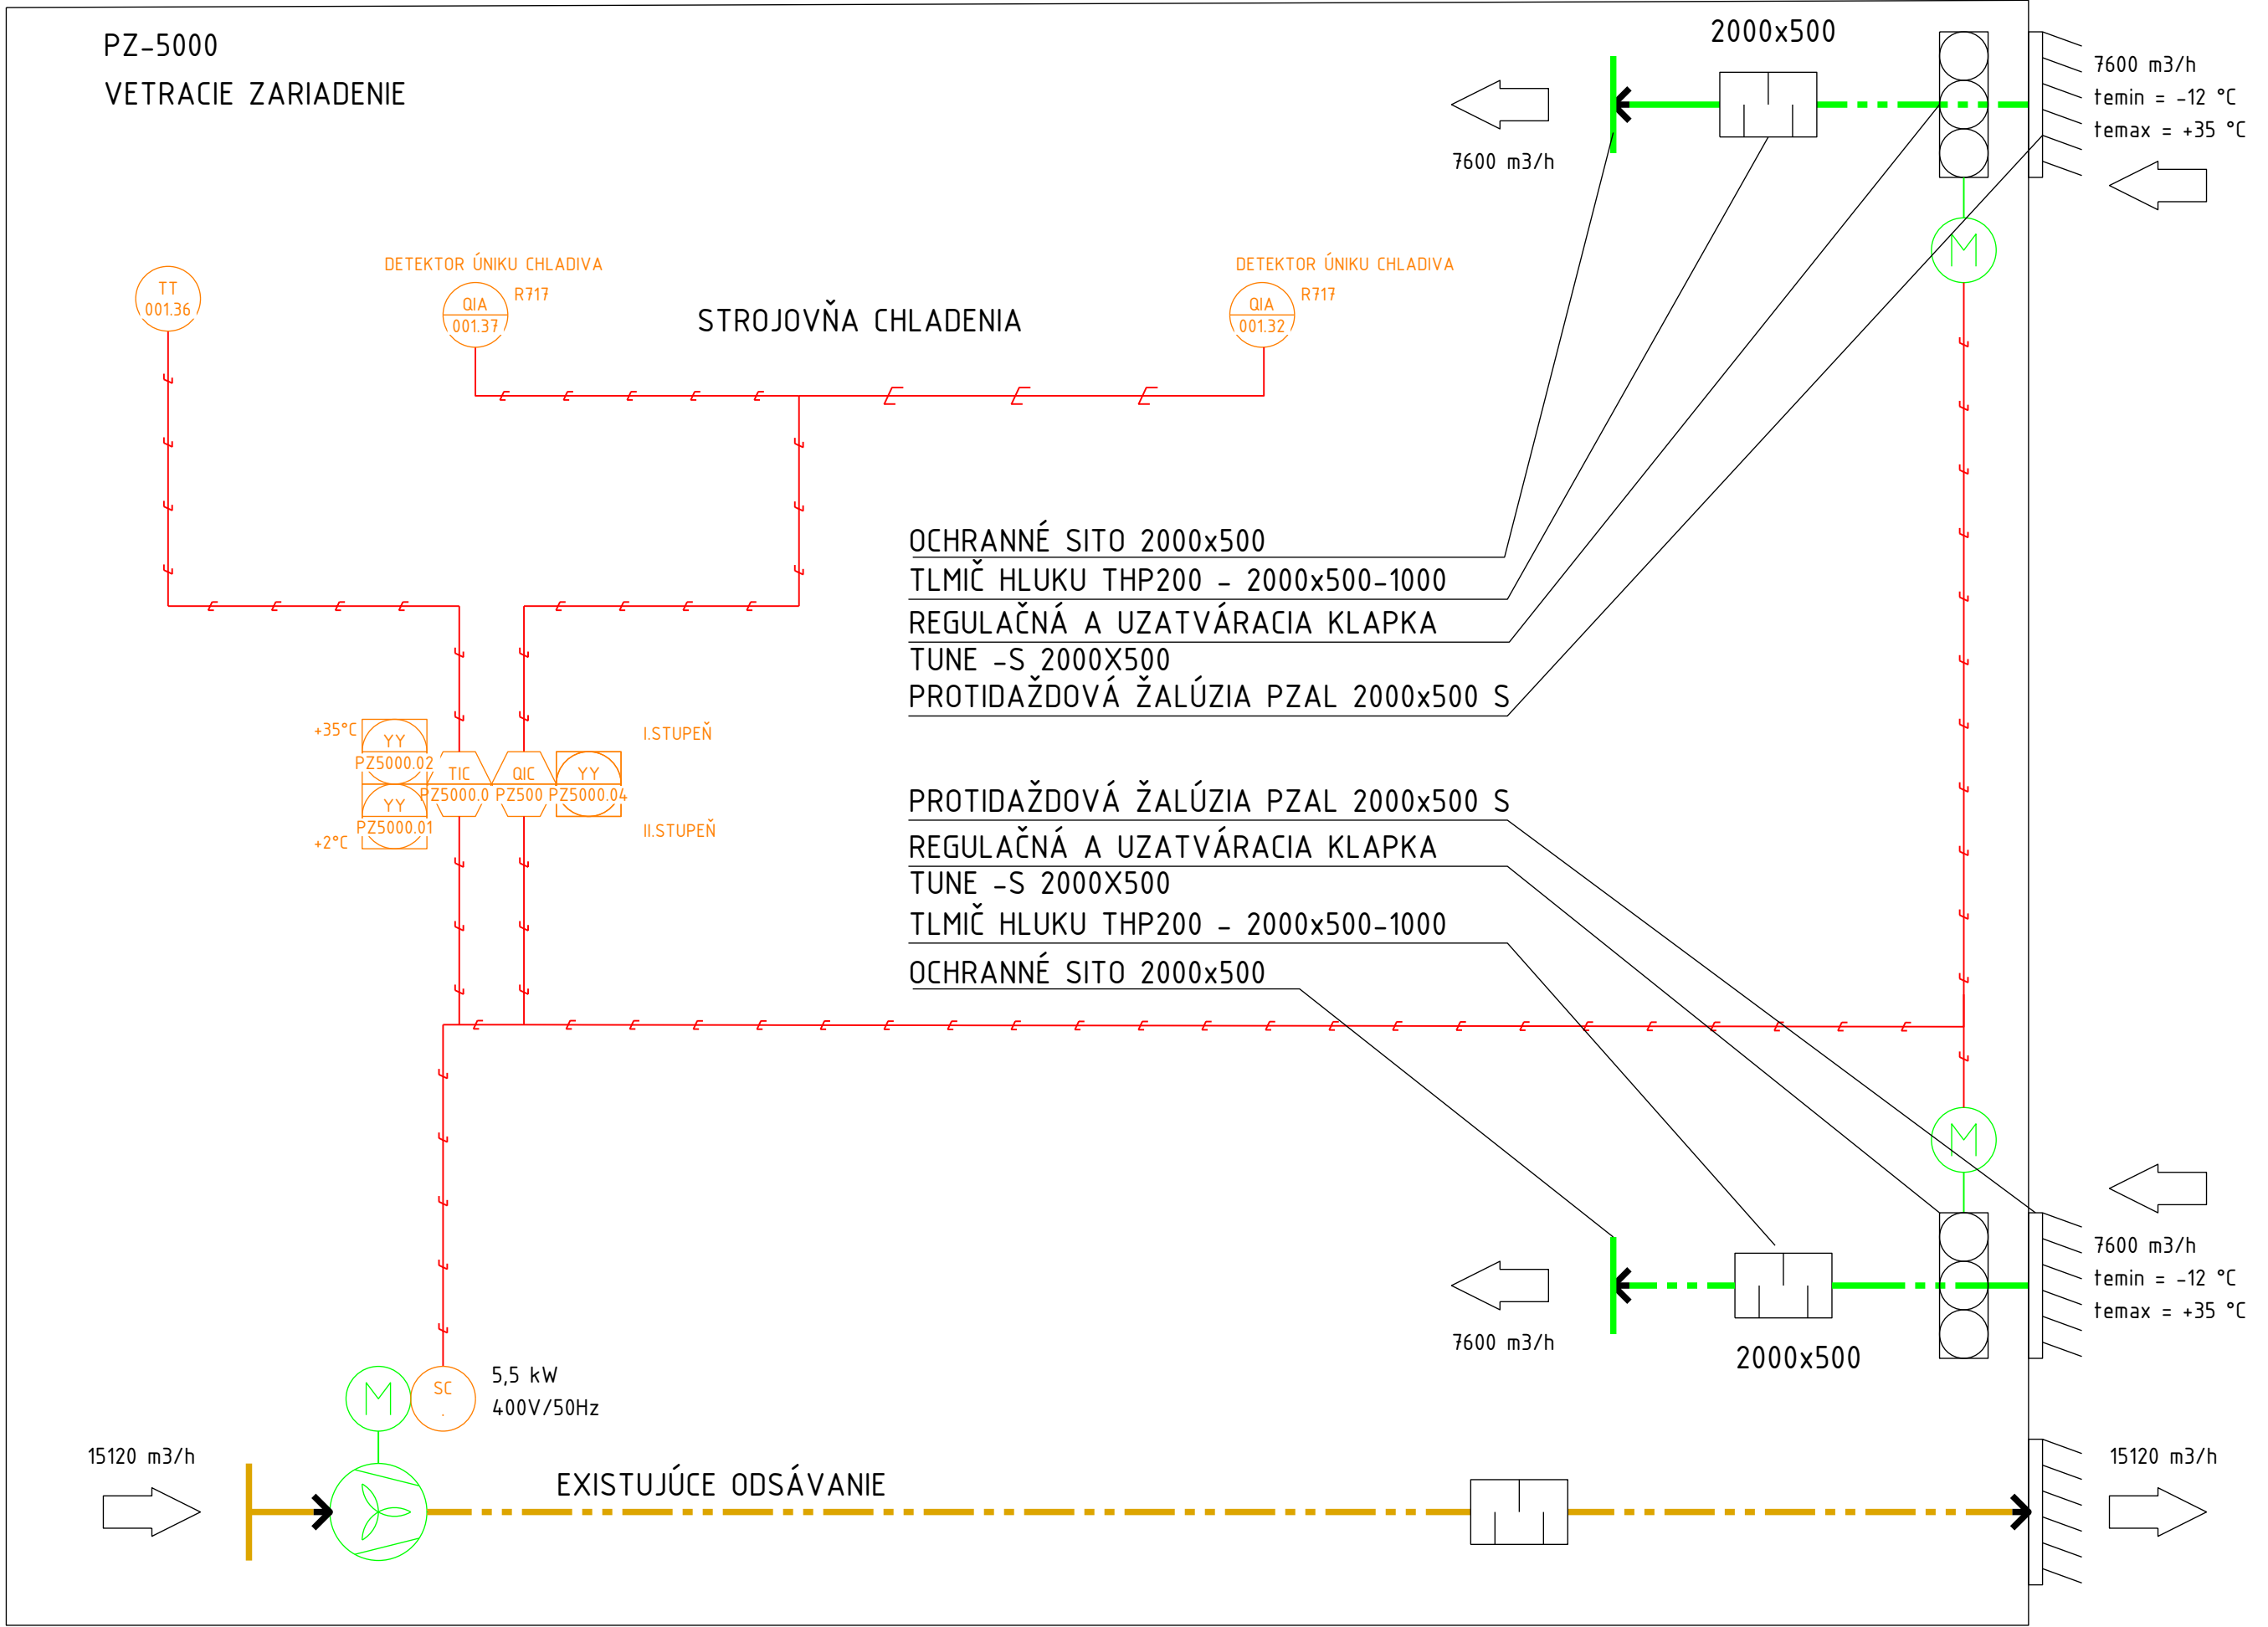 PZ-5000
VETRACIE ZARIADENIE
2000x500
7600 m3/h
temin = -12 °C
temax = +35 °C
7600 m3/h
TT
001.36
DETEKTOR ÚNIKU CHLADIVA
QIA
001.37
R717
STROJOVŇA CHLADENIA
DETEKTOR ÚNIKU CHLADIVA
QIA
001.32
R717
M
OCHRANNÉ SITO 2000x500
TLMIČ HLUKU THP200 - 2000x500-1000
REGULAČNÁ A UZATVÁRACIA KLAPKA
TUNE -S 2000X500
PROTIDAŽDOVÁ ŽALÚZIA PZAL 2000x500 S
+35°C
YY
PZ5000.02
YY
PZ5000.01
+2°C
TIC
PZ5000.0
QIC
PZ500
YY
PZ5000.04
I.STUPEŇ
II.STUPEŇ
PROTIDAŽDOVÁ ŽALÚZIA PZAL 2000x500 S
REGULAČNÁ A UZATVÁRACIA KLAPKA
TUNE -S 2000X500
TLMIČ HLUKU THP200 - 2000x500-1000
OCHRANNÉ SITO 2000x500
M
7600 m3/h
temin = -12 °C
temax = +35 °C
7600 m3/h
2000x500
M
SC
.
5,5 kW
400V/50Hz
15120 m3/h
EXISTUJÚCE ODSÁVANIE
15120 m3/h